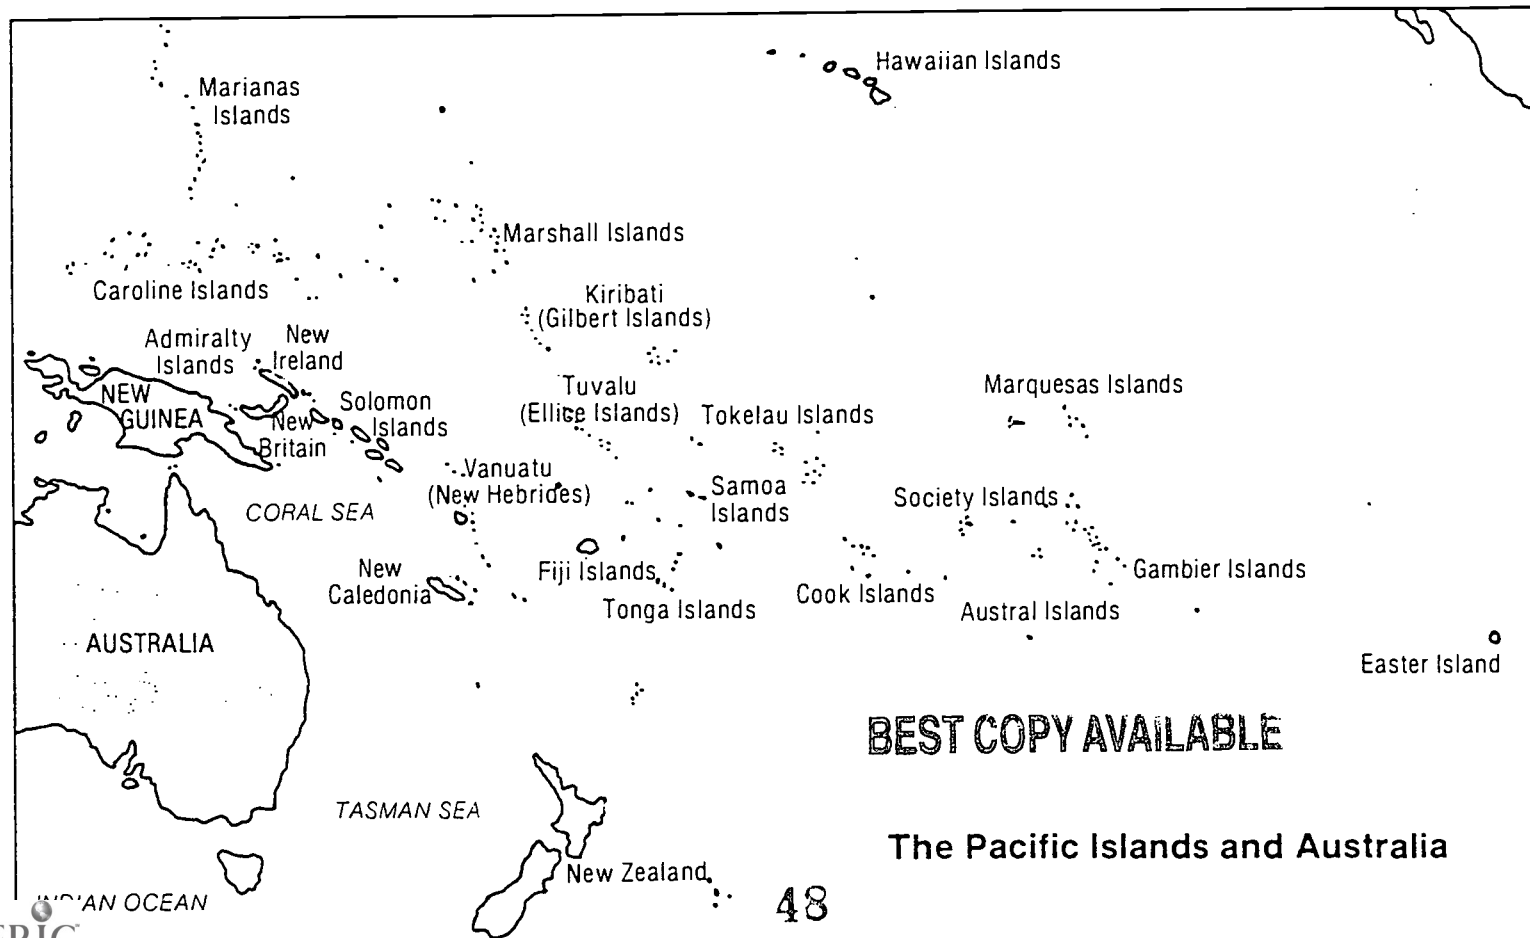 Hawaiian Islands
Marianas
Islands
Marshall Islands
Caroline Islands
Kiribati
(Gilbert Islands)
Admiralty
Islands
New
Ireland
NEW
GUINEA
New
Britain
Solomon
Islands
Tuvalu
(Ellice Islands)
Tokelau Islands
Marquesas Islands
Vanuatu
(New Hebrides)
Samoa
Islands
Society Islands
CORAL SEA
New
Caledonia
Fiji Islands
Tonga Islands
Cook Islands
Austral Islands
Gambier Islands
AUSTRALIA
Easter Island
BEST COPY AVAILABLE
TASMAN SEA
The Pacific Islands and Australia
New Zealand
48
OCEAN